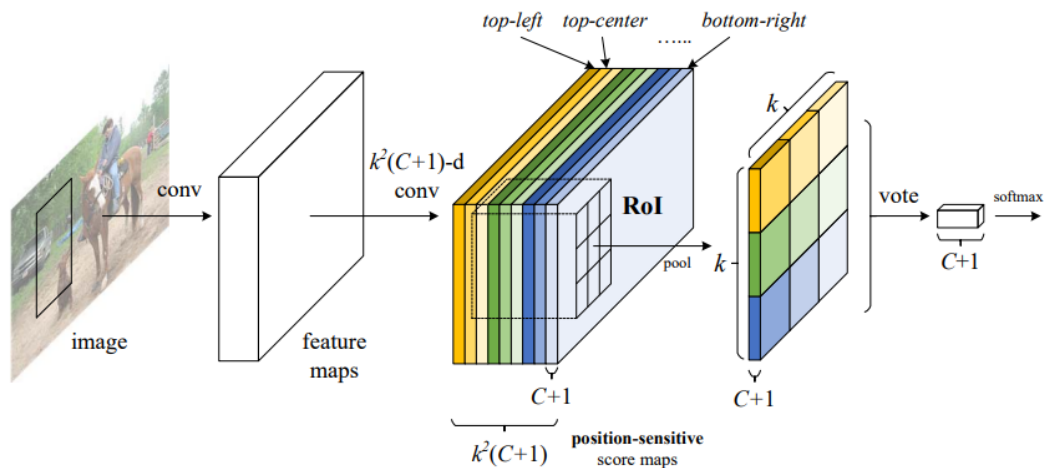 top-left
top-center
bottom-right
......
k
k²(C+1)-d
conv
conv
RoI
vote
softmax
pool
k
C+1
image
feature
maps
C+1
C+1
k²(C+1)
position-sensitive
score maps